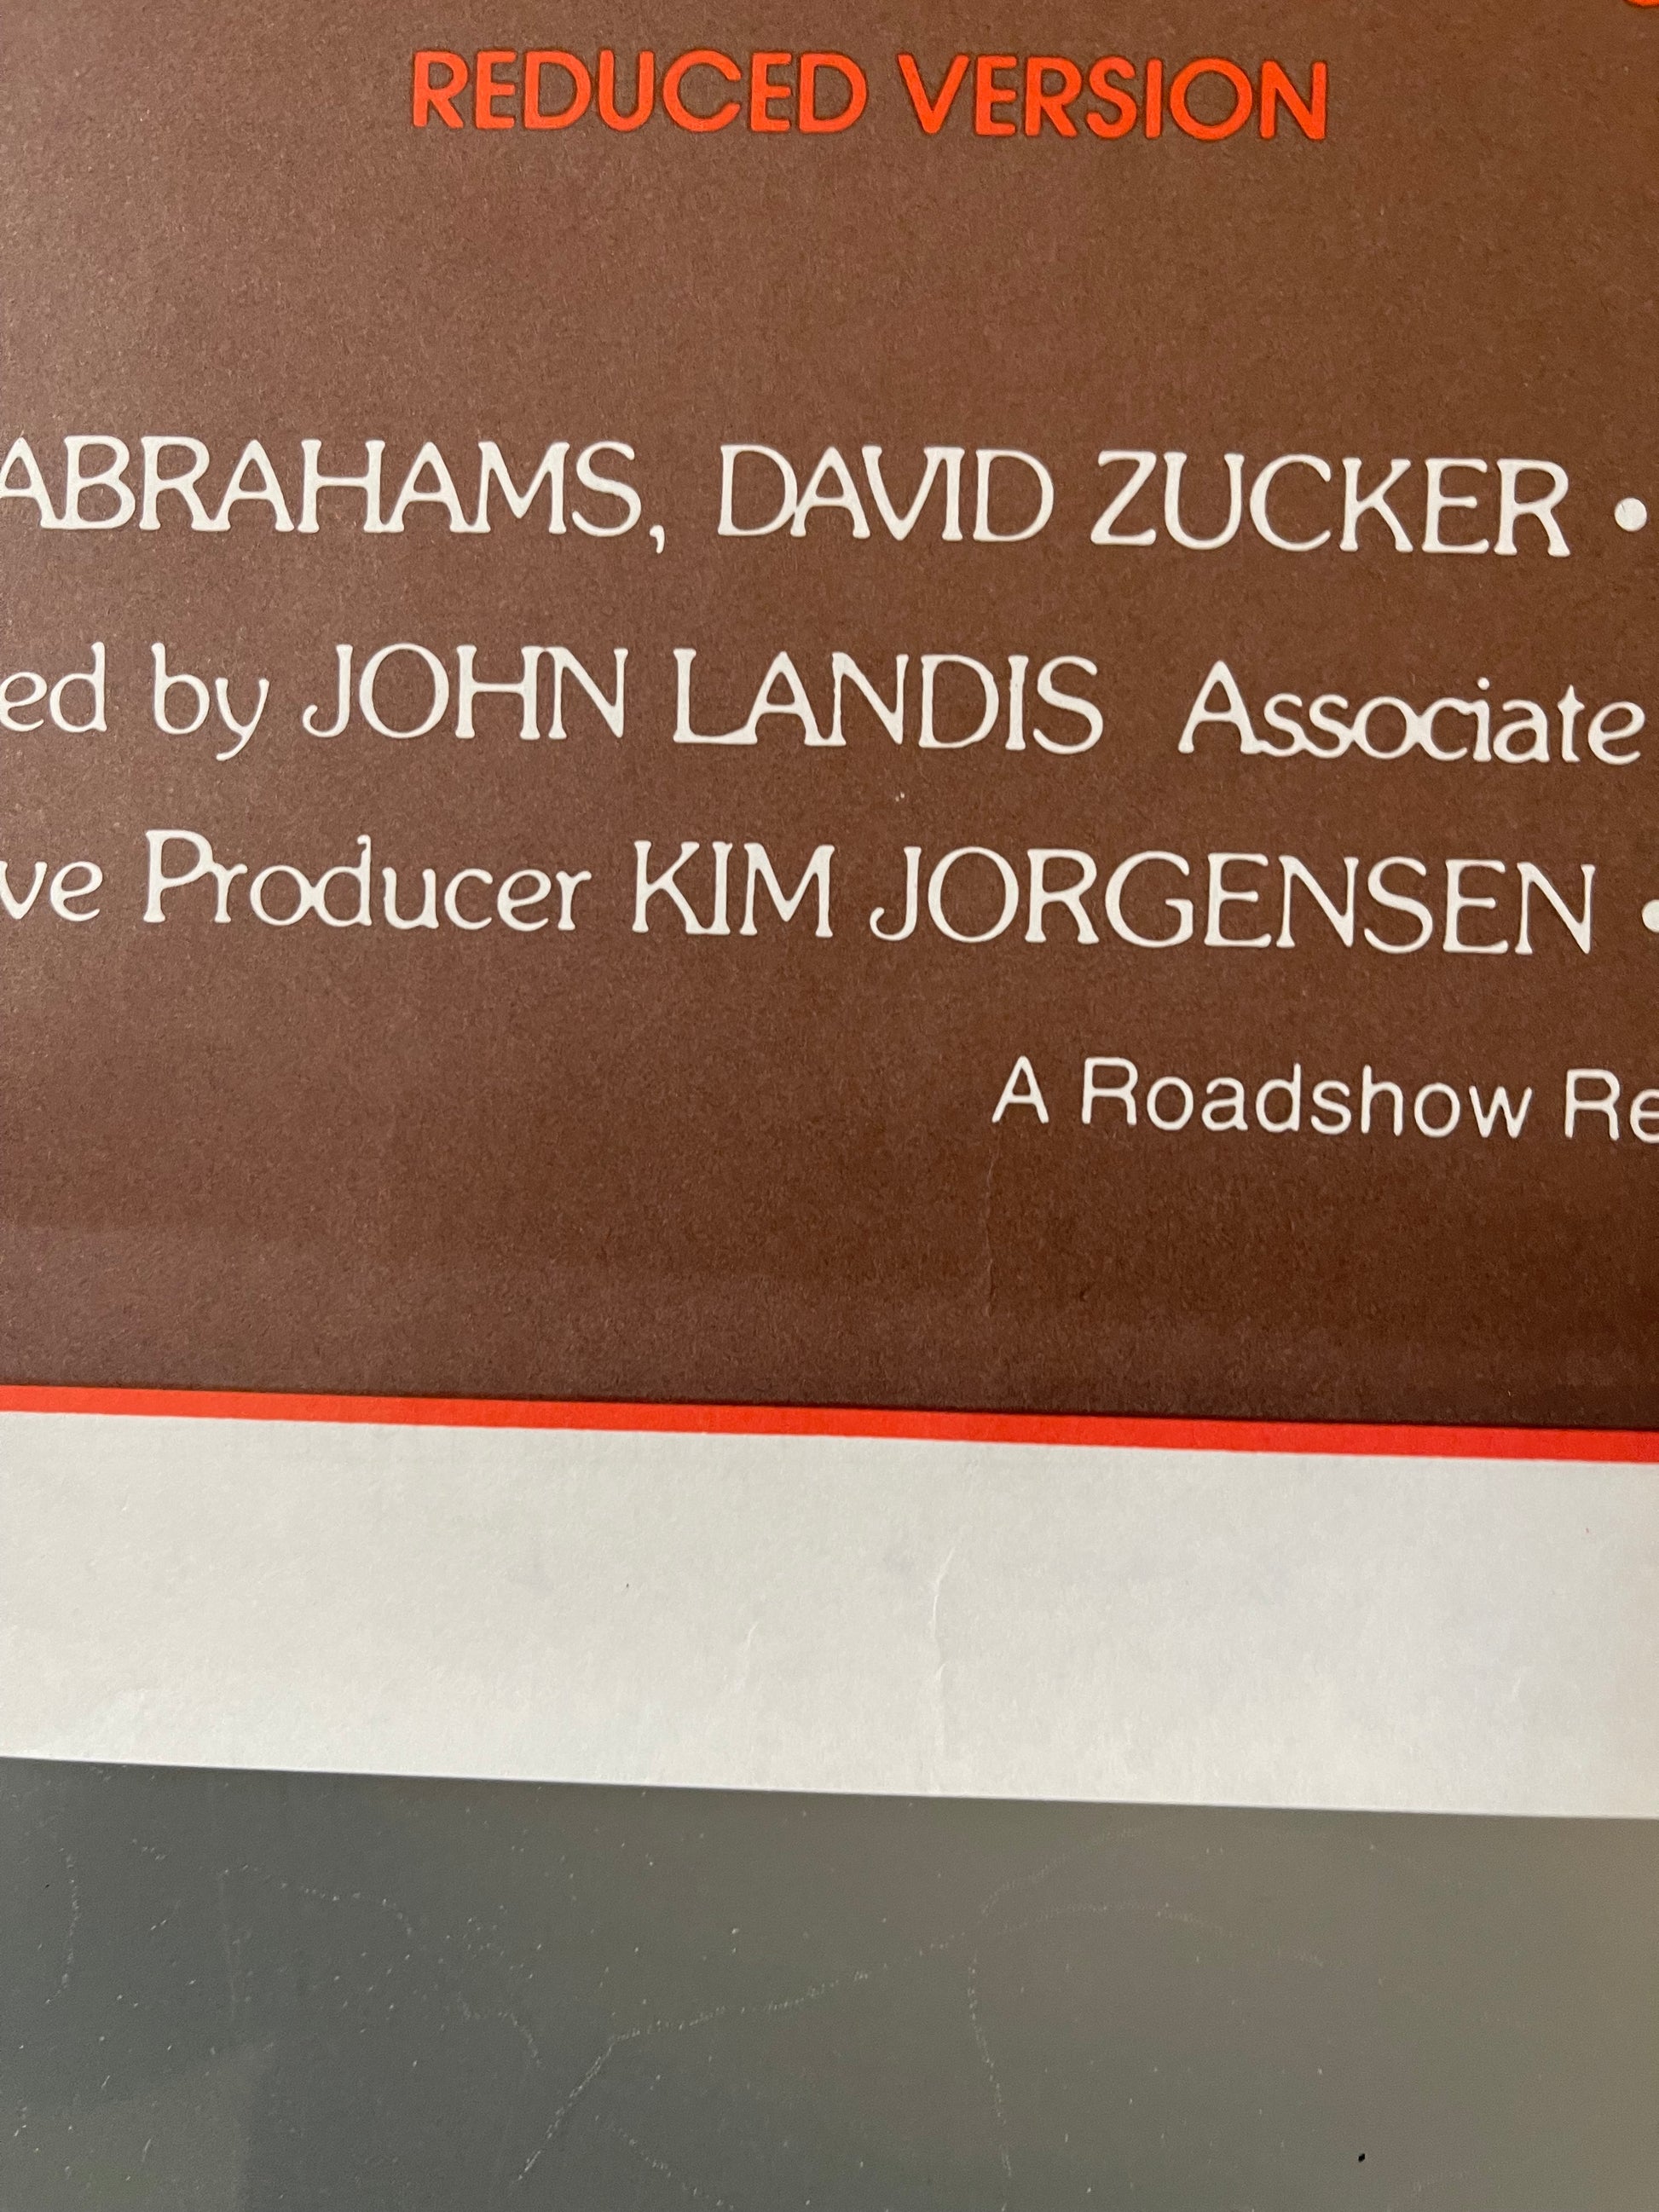 REDUCED VERSION
ABRAHAMS, DAVID ZUCKER •
ed by JOHN LANDIS Associate
ve Producer KIM JORGENSEN •
A Roadshow Re